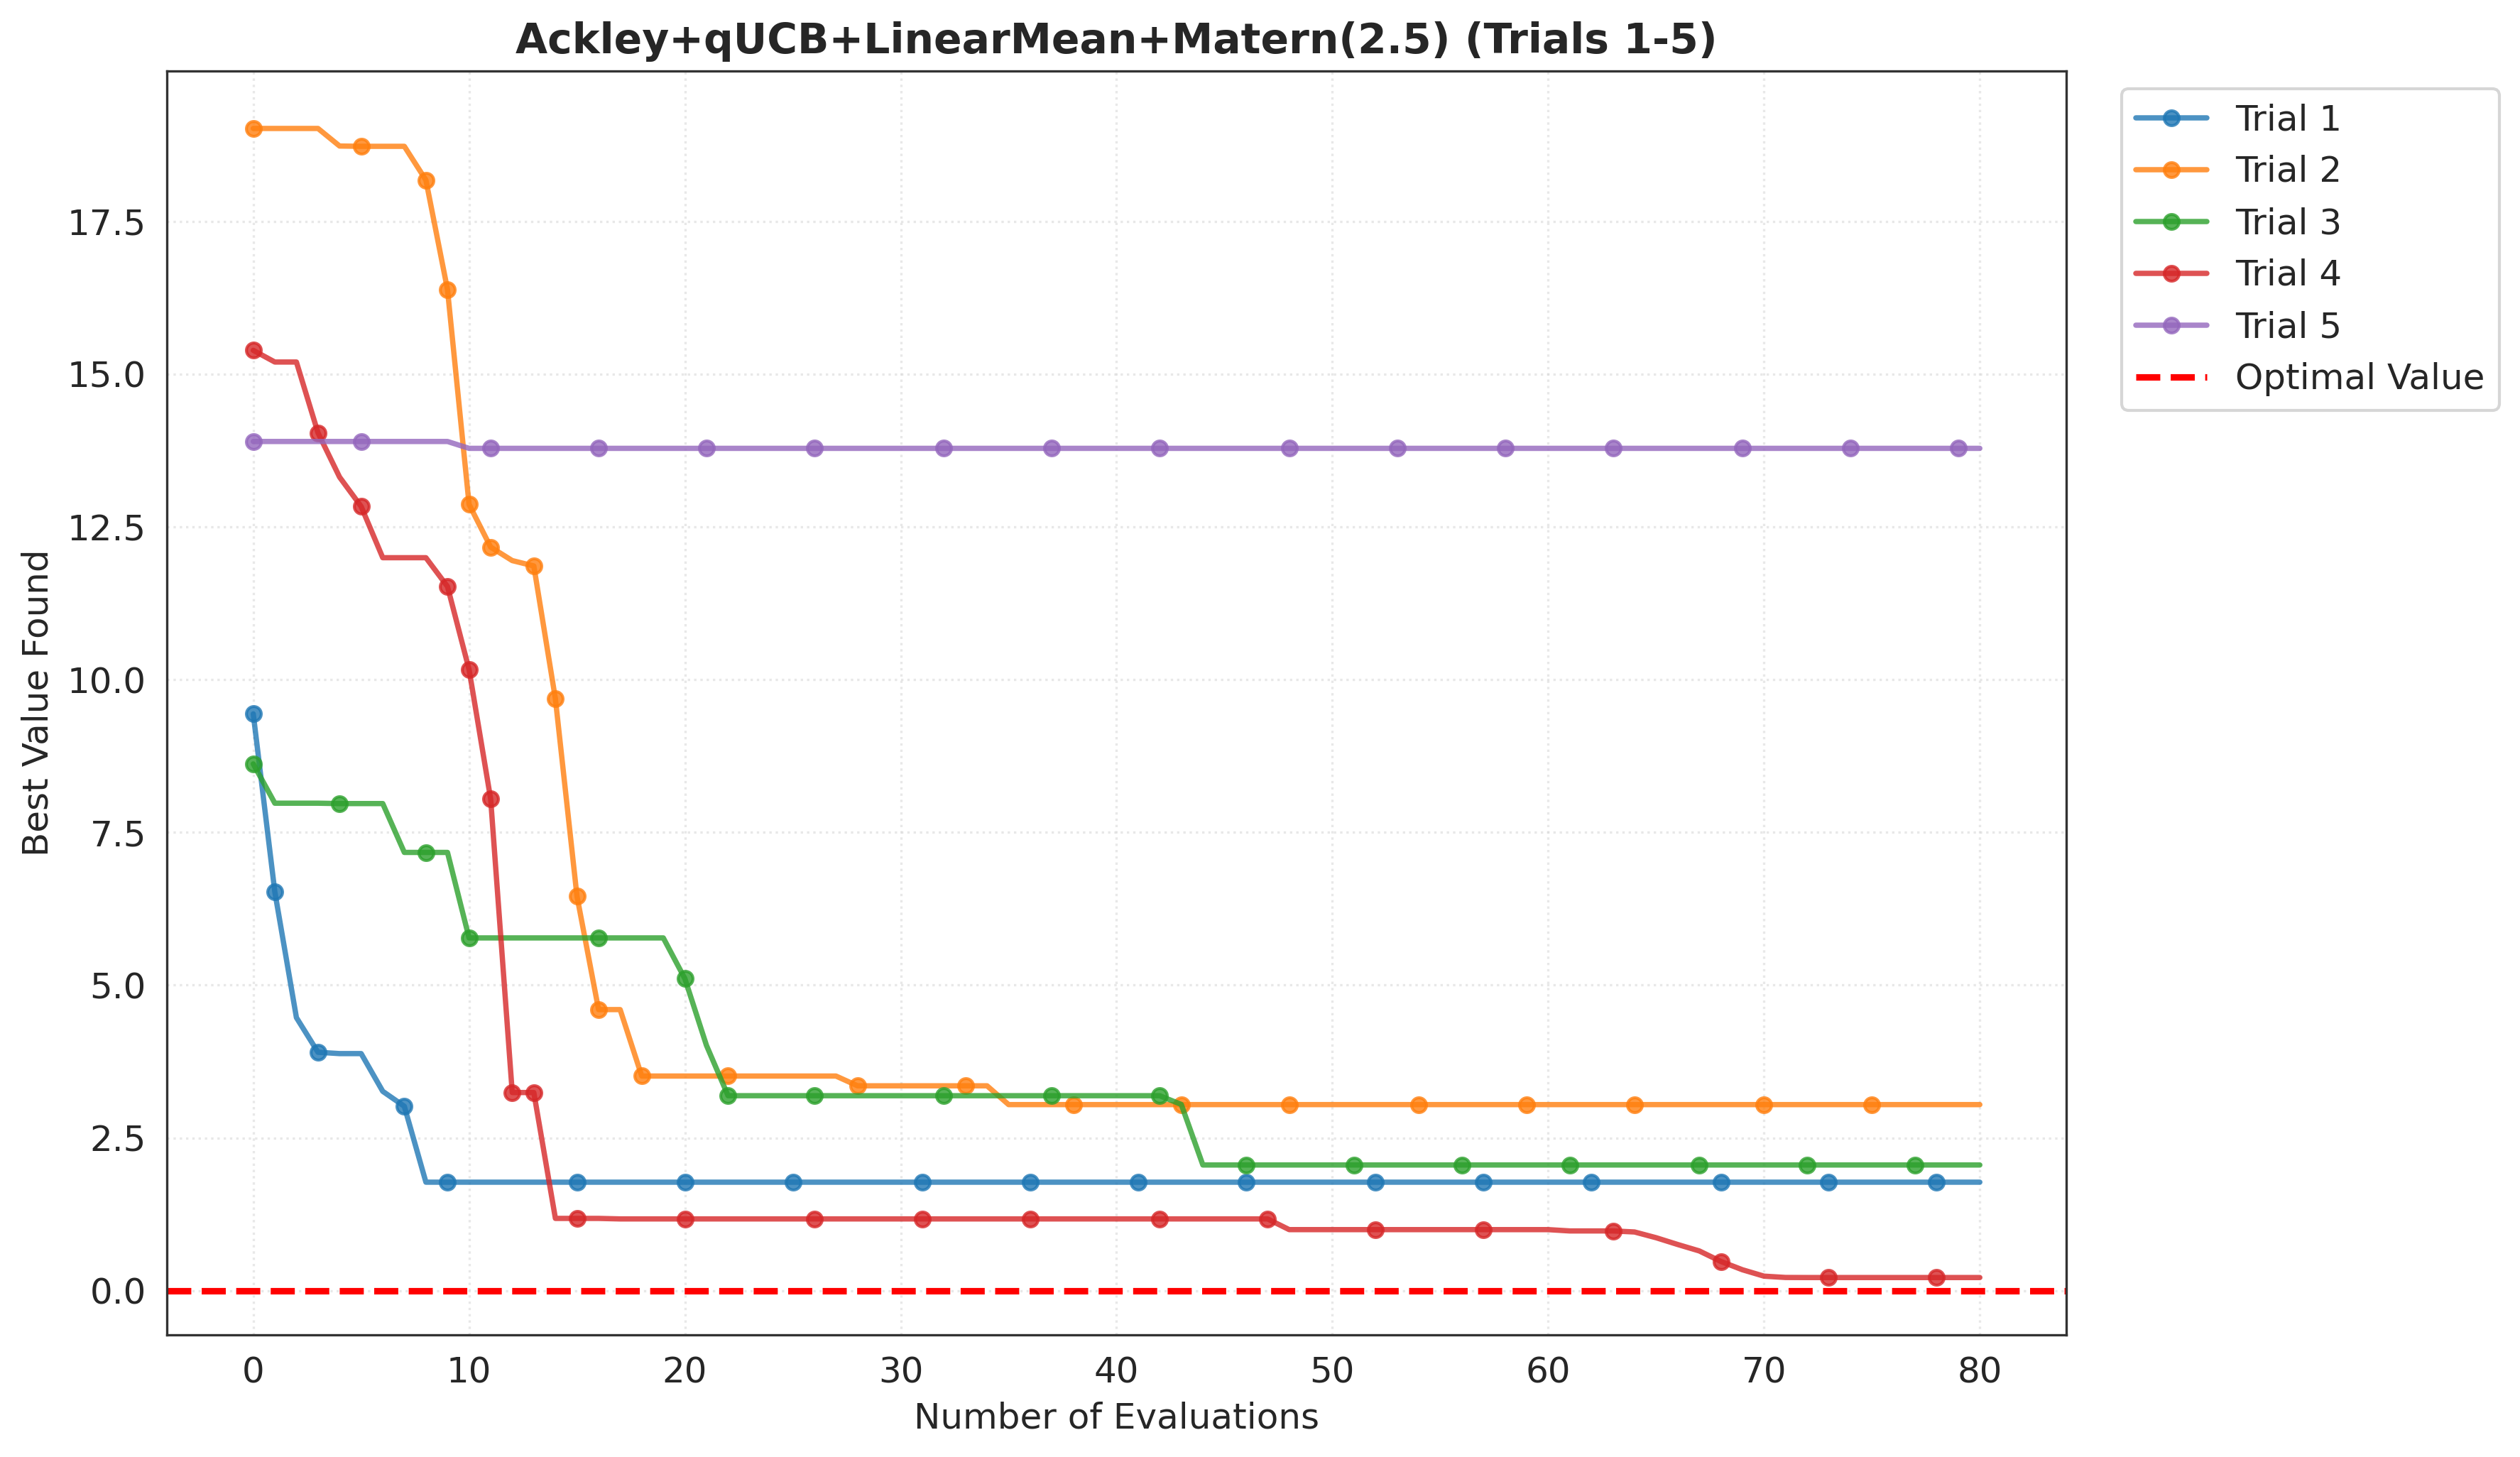 Ackley+qUCB+LinearMean+Matern(2.5) (Trials 1-5)
Best Value Found
17.5
15.0
12.5
10.0
7.5
5.0
2.5
0.0
0 10 20 30 40 50 60 70 80
Number of Evaluations
Trial 1
Trial 2
Trial 3
Trial 4
Trial 5
Optimal Value